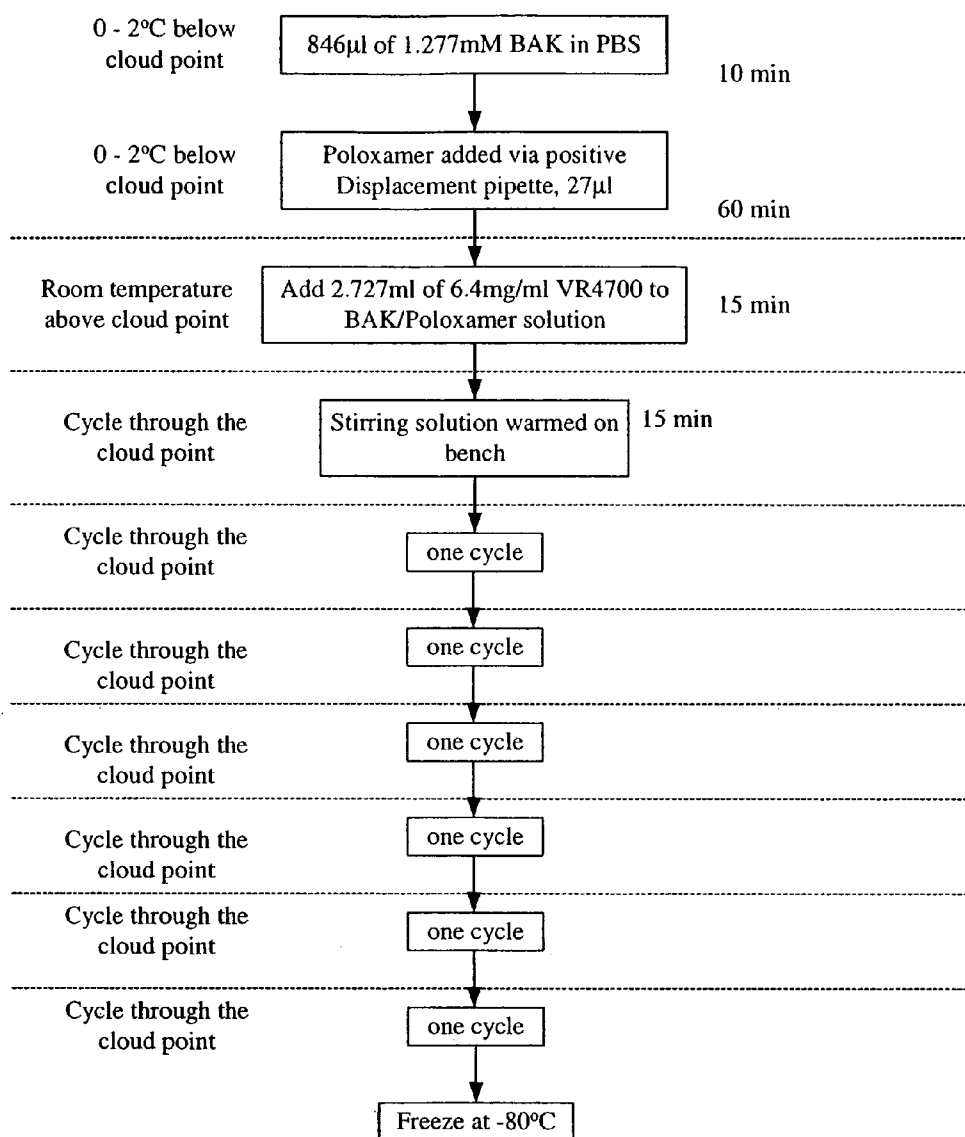 0 - 2ºC below
cloud point
846µl of 1.277mM BAK in PBS
10 min
0 - 2ºC below
cloud point
Poloxamer added via positive
Displacement pipette, 27µl
60 min
Room temperature
above cloud point
Add 2.727ml of 6.4mg/ml VR4700 to
BAK/Poloxamer solution
15 min
Cycle through the
cloud point
Stirring solution warmed on
bench
15 min
Cycle through the
cloud point
one cycle
Cycle through the
cloud point
one cycle
Cycle through the
cloud point
one cycle
Cycle through the
cloud point
one cycle
Cycle through the
cloud point
one cycle
Cycle through the
cloud point
one cycle
Freeze at -80ºC